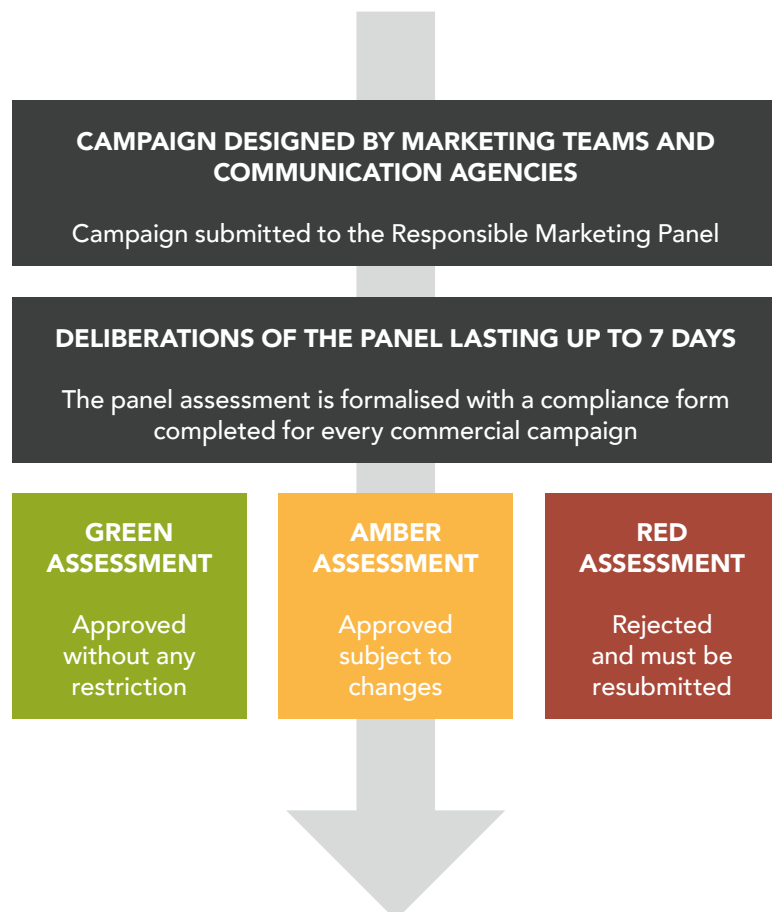 CAMPAIGN DESIGNED BY MARKETING TEAMS AND
COMMUNICATION AGENCIES
Campaign submitted to the Responsible Marketing Panel
DELIBERATIONS OF THE PANEL LASTING UP TO 7 DAYS
The panel assessment is formalised with a compliance form
completed for every commercial campaign
GREEN
ASSESSMENT
Approved
without any
restriction
AMBER
ASSESSMENT
Approved
subject to
changes
RED
ASSESSMENT
Rejected
and must be
resubmitted